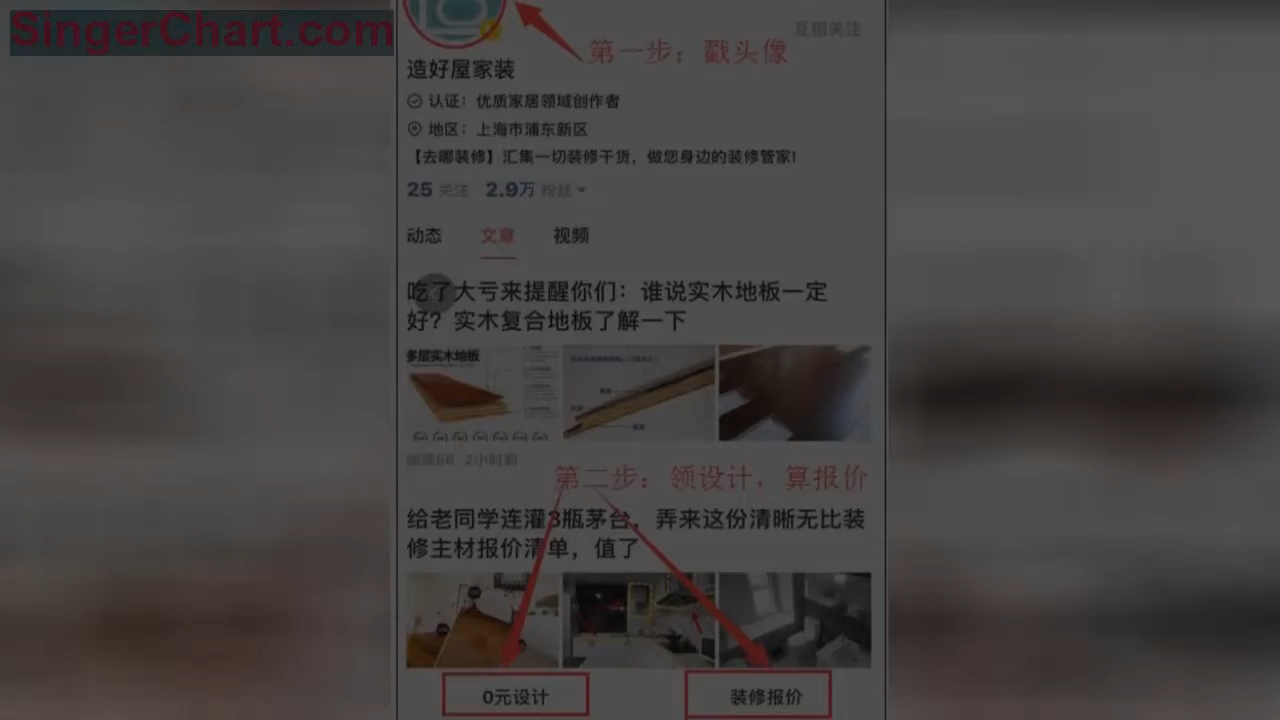 SingerChart.com
互相关注
第一步：戳头像
造好屋家装
认证：优质家居领域创作者
地区：上海市浦东新区
【去哪装修】汇集一切装修干货，做您身边的装修管家！
25 关注 2.9万 粉丝
动态 文章 视频
吃了大亏来提醒你们：谁说实木地板一定
好？实木复合地板了解一下
多层实木地板
2小时前
第二步：领设计，算报价
给老同学连灌3瓶茅台，弄来这份清晰无比装
修主材报价清单，值了
0元设计
装修报价